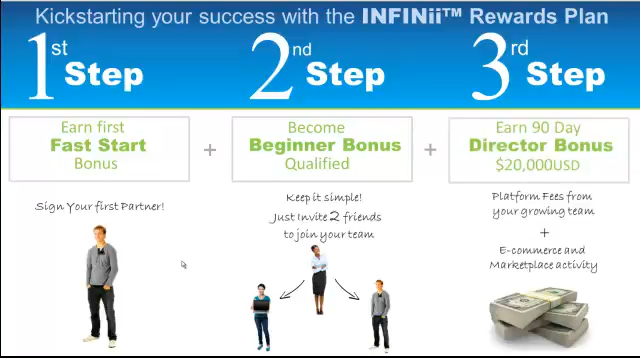 Kickstarting your success with the INFINii™ Rewards Plan
1st Step
2nd Step
3rd Step
Earn first
Fast Start
Bonus
+
Become
Beginner Bonus
Qualified
+
Earn 90 Day
Director Bonus
$20,000USD
Sign Your first Partner!
Keep it simple!
Just Invite 2 friends
to join your team
Platform Fees from
your growing team
+
E-commerce and
Marketplace activity